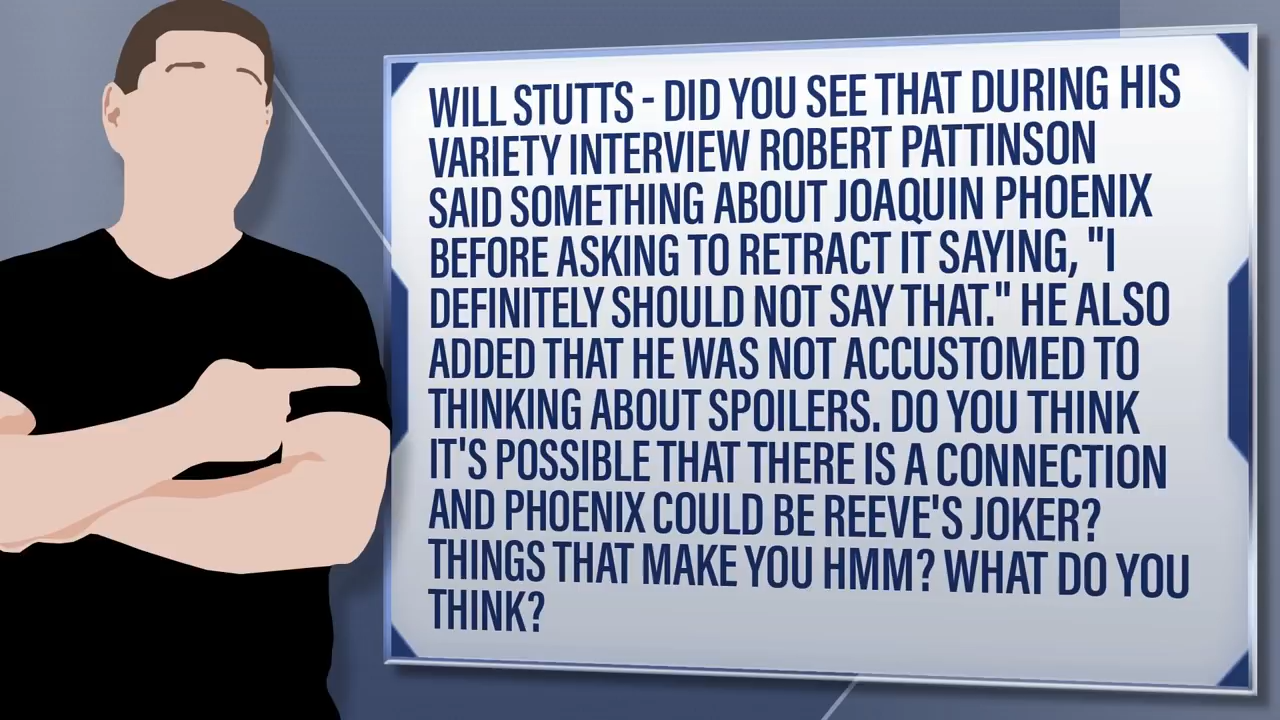 WILL STUTTS - DID YOU SEE THAT DURING HIS
VARIETY INTERVIEW ROBERT PATTINSON
SAID SOMETHING ABOUT JOAQUIN PHOENIX
BEFORE ASKING TO RETRACT IT SAYING, "I
DEFINITELY SHOULD NOT SAY THAT." HE ALSO
ADDED THAT HE WAS NOT ACCUSTOMED TO
THINKING ABOUT SPOILERS. DO YOU THINK
IT'S POSSIBLE THAT THERE IS A CONNECTION
AND PHOENIX COULD BE REEVE'S JOKER?
THINGS THAT MAKE YOU HMM? WHAT DO YOU
THINK?